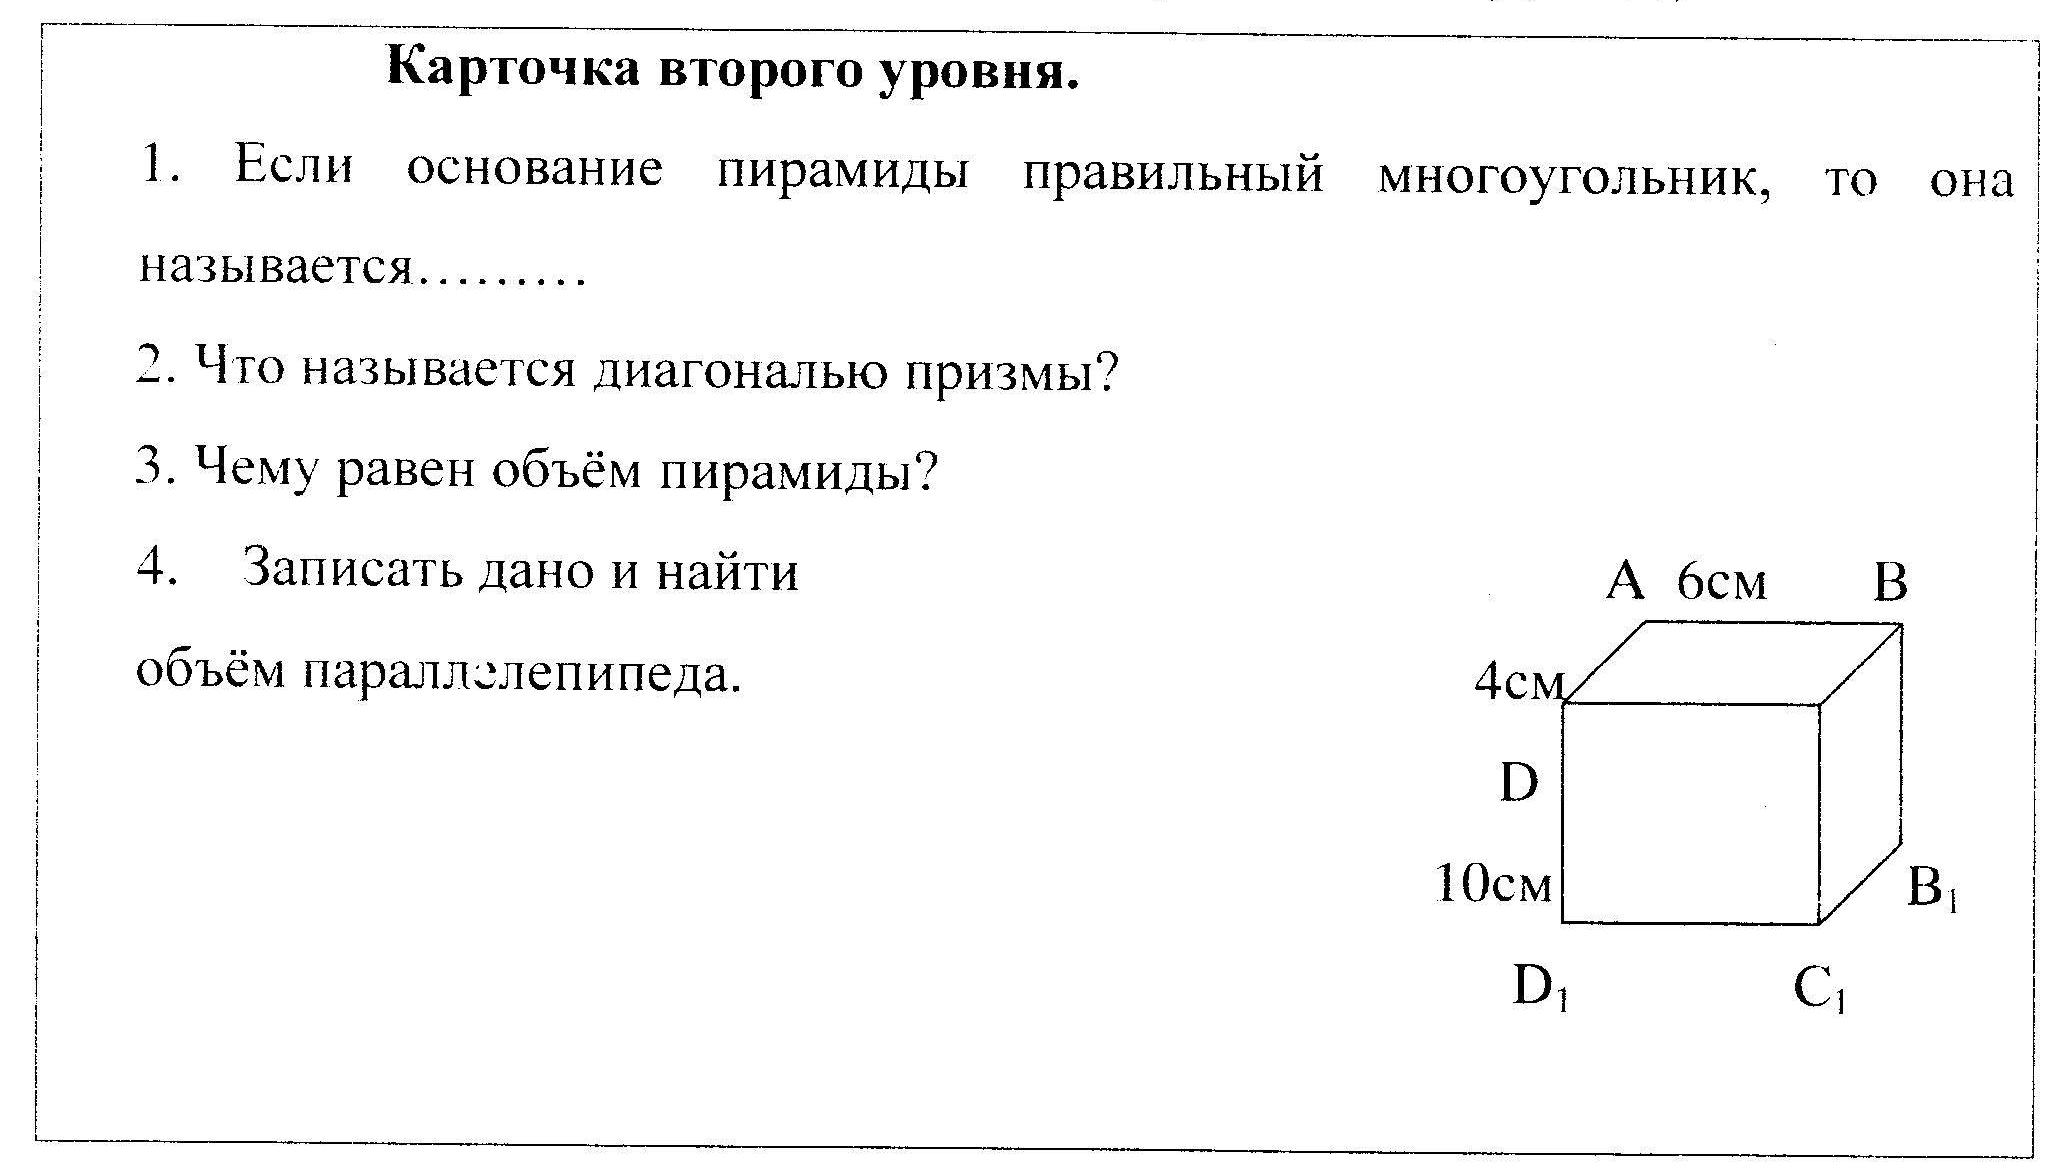 Карточка второго уровня.
1. Если основание пирамиды правильный многоугольник, то она
называется.........
2. Что называется диагональю призмы?
3. Чему равен объём пирамиды?
4. Записать дано и найти
объём параллелепипеда.
A 6см B
4см
D
10см
B₁
D₁ C₁